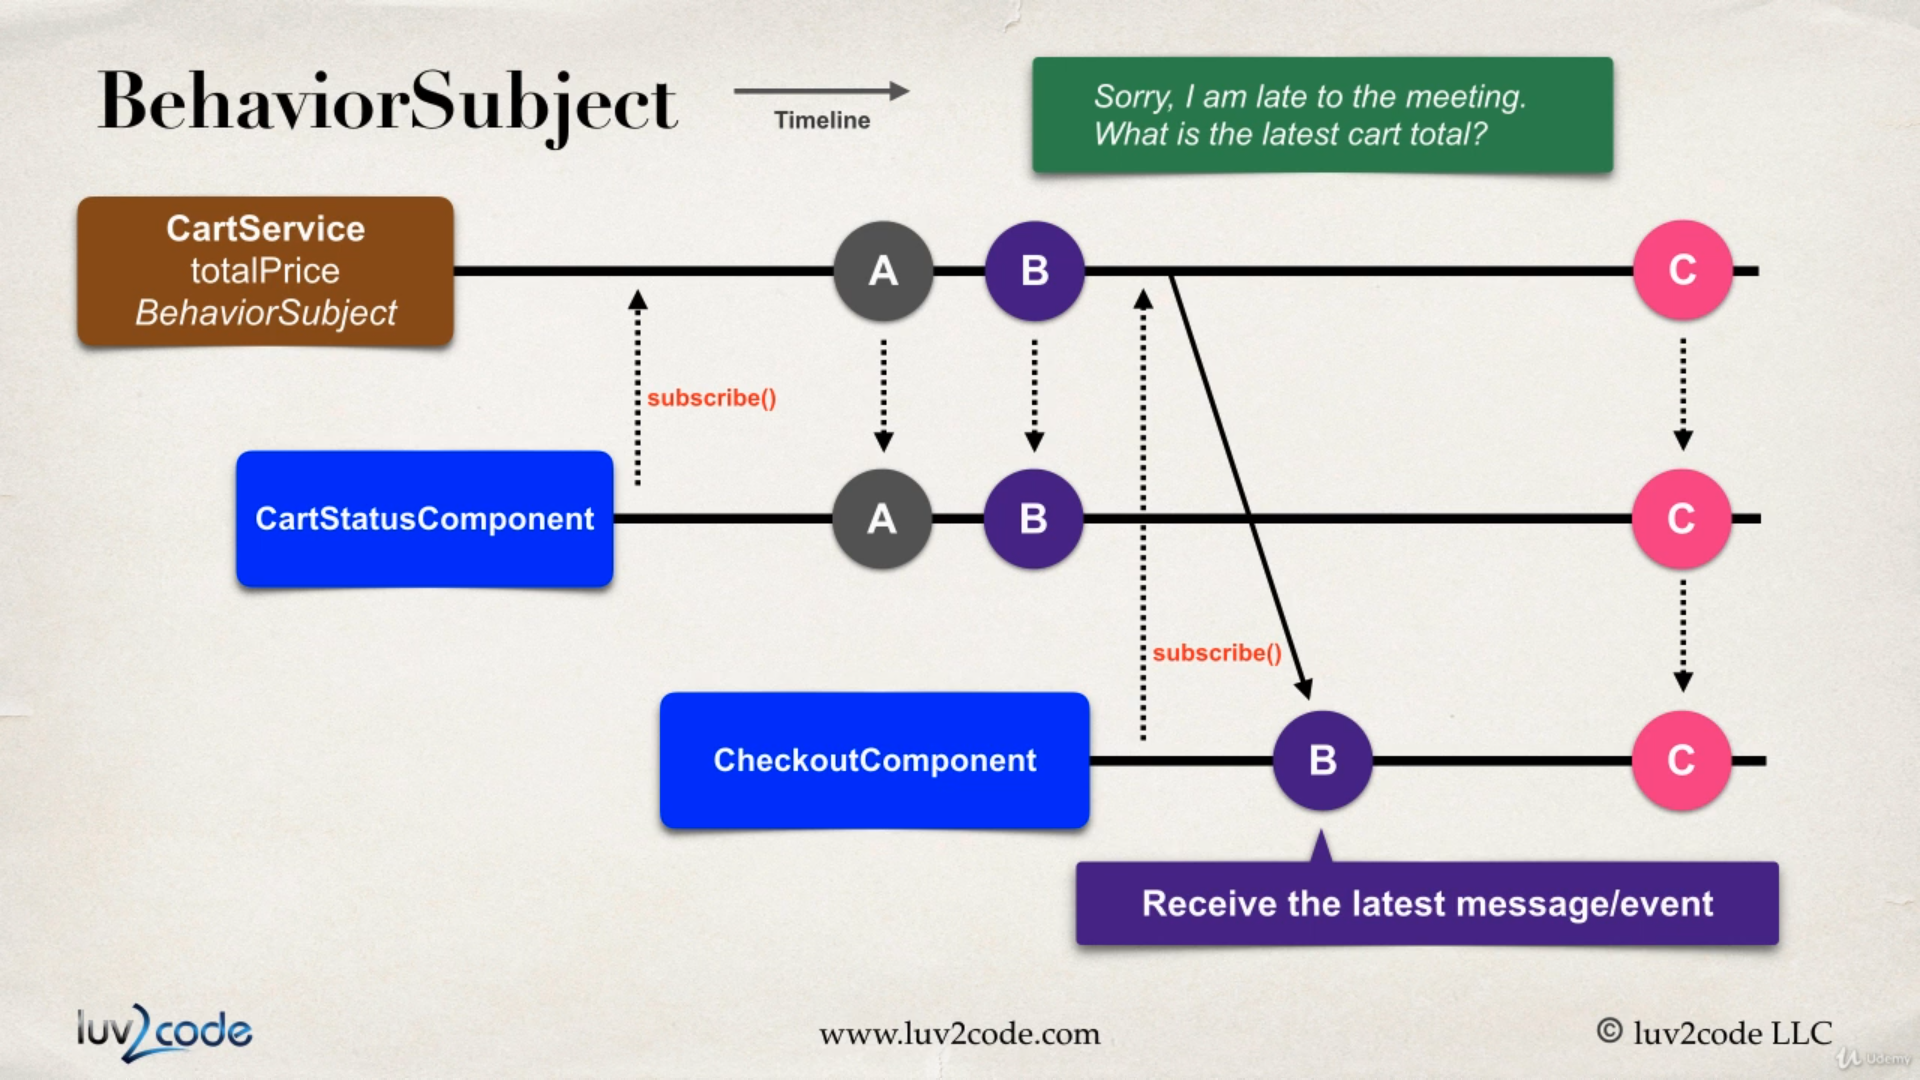 BehaviorSubject
Timeline
Sorry, I am late to the meeting.
What is the latest cart total?
CartService
totalPrice
BehaviorSubject
A
B
C
subscribe()
CartStatusComponent
A
B
C
subscribe()
CheckoutComponent
B
C
Receive the latest message/event
luv2code
www.luv2code.com
© luv2code LLC
Udemy